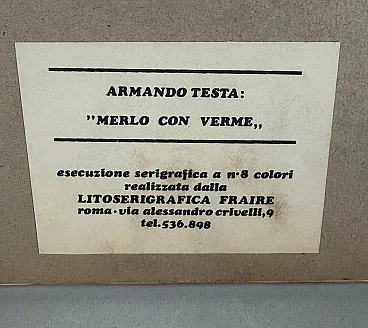 ARMANDO TESTA:
"MERLO CON VERME„
esecuzione serigrafica a n·8 colori
realizzata dalla
LITOSERIGRAFICA FRAIRE
roma·via alessandro crivelli,9
tel.536.898